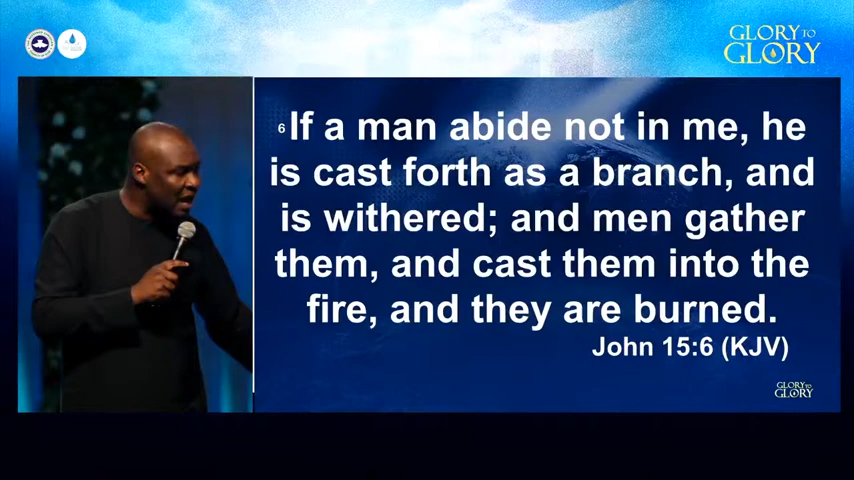 GLORY TO
GLORY
6 If a man abide not in me, he
is cast forth as a branch, and
is withered; and men gather
them, and cast them into the
fire, and they are burned.
John 15:6 (KJV)
GLORY TO
GLORY